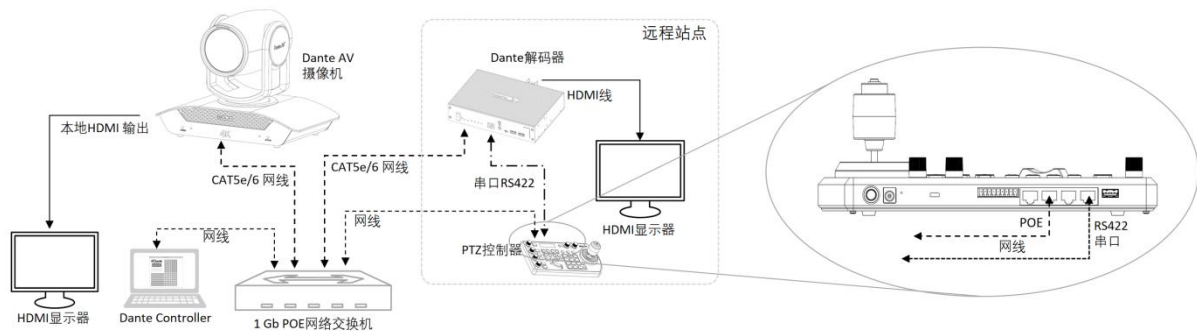 远程站点
Dante AV
摄像机
Dante解码器
HDMI线
本地HDMI 输出
CAT5e/6 网线
CAT5e/6 网线
串口RS422
网线
网线
HDMI显示器
PTZ控制器
POE
RS422
串口
网线
HDMI显示器
Dante Controller
1 Gb POE网络交换机
4K